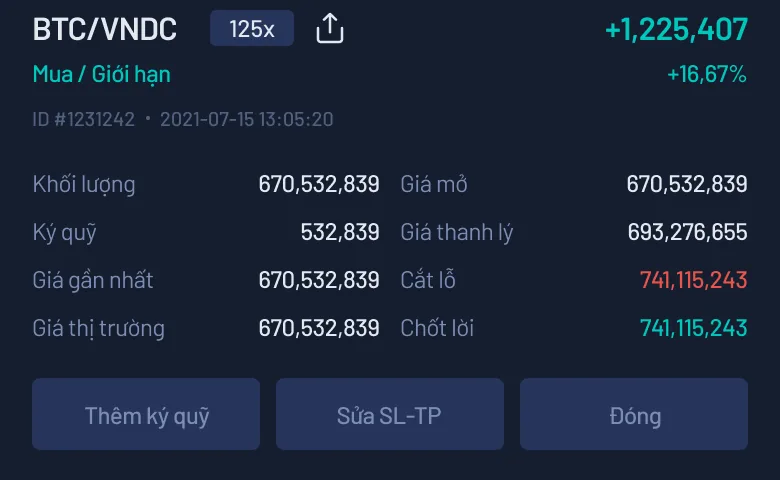 BTC/VNDC 125x +1,225,407
Mua / Giới hạn +16,67%
ID #1231242 • 2021-07-15 13:05:20
Khối lượng 670,532,839 Giá mở 670,532,839
Ký quỹ 532,839 Giá thanh lý 693,276,655
Giá gần nhất 670,532,839 Cắt lỗ 741,115,243
Giá thị trường 670,532,839 Chốt lời 741,115,243
Thêm ký quỹ Sửa SL-TP Đóng